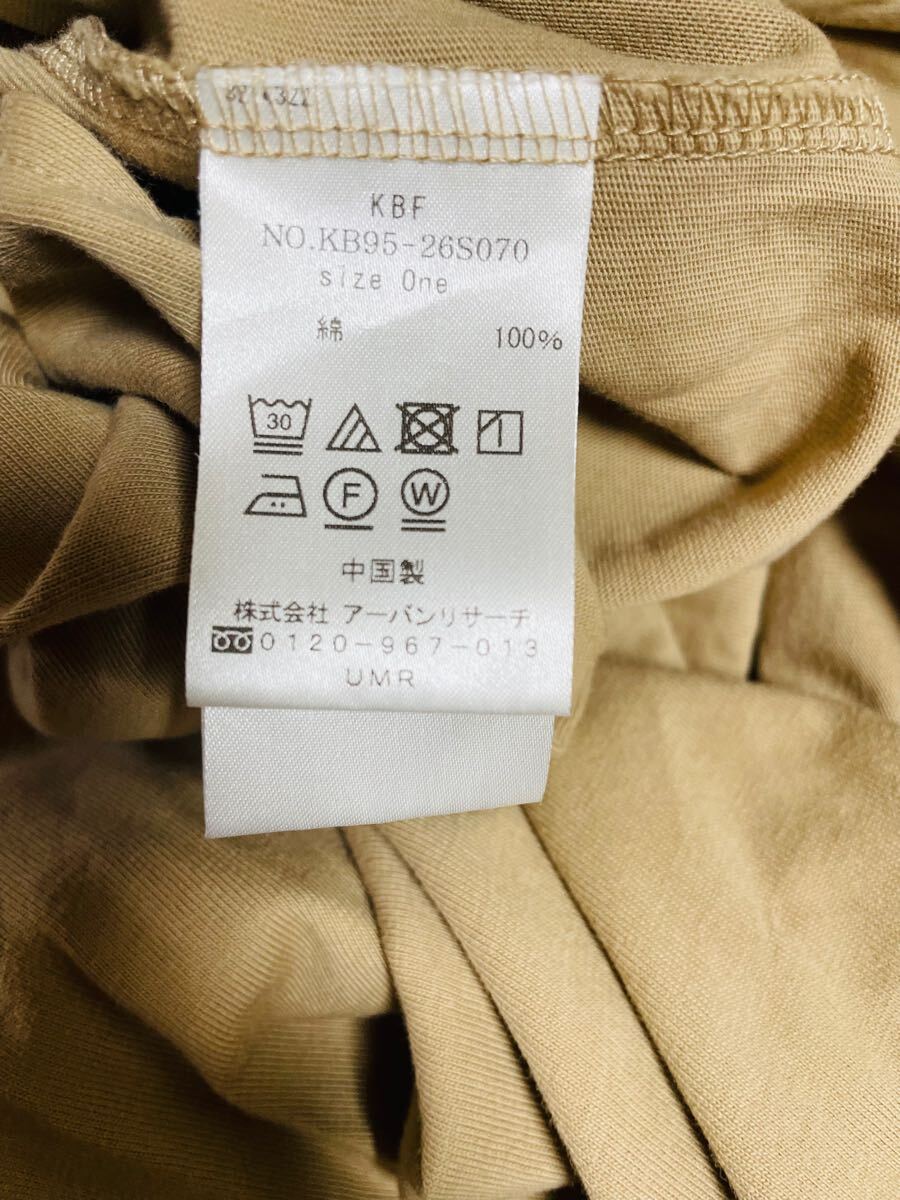 KBF
NO.KB95-26S070
size One
綿 100%
30
F W
中国製
株式会社 アーバンリサーチ
0120-967-013
UMR